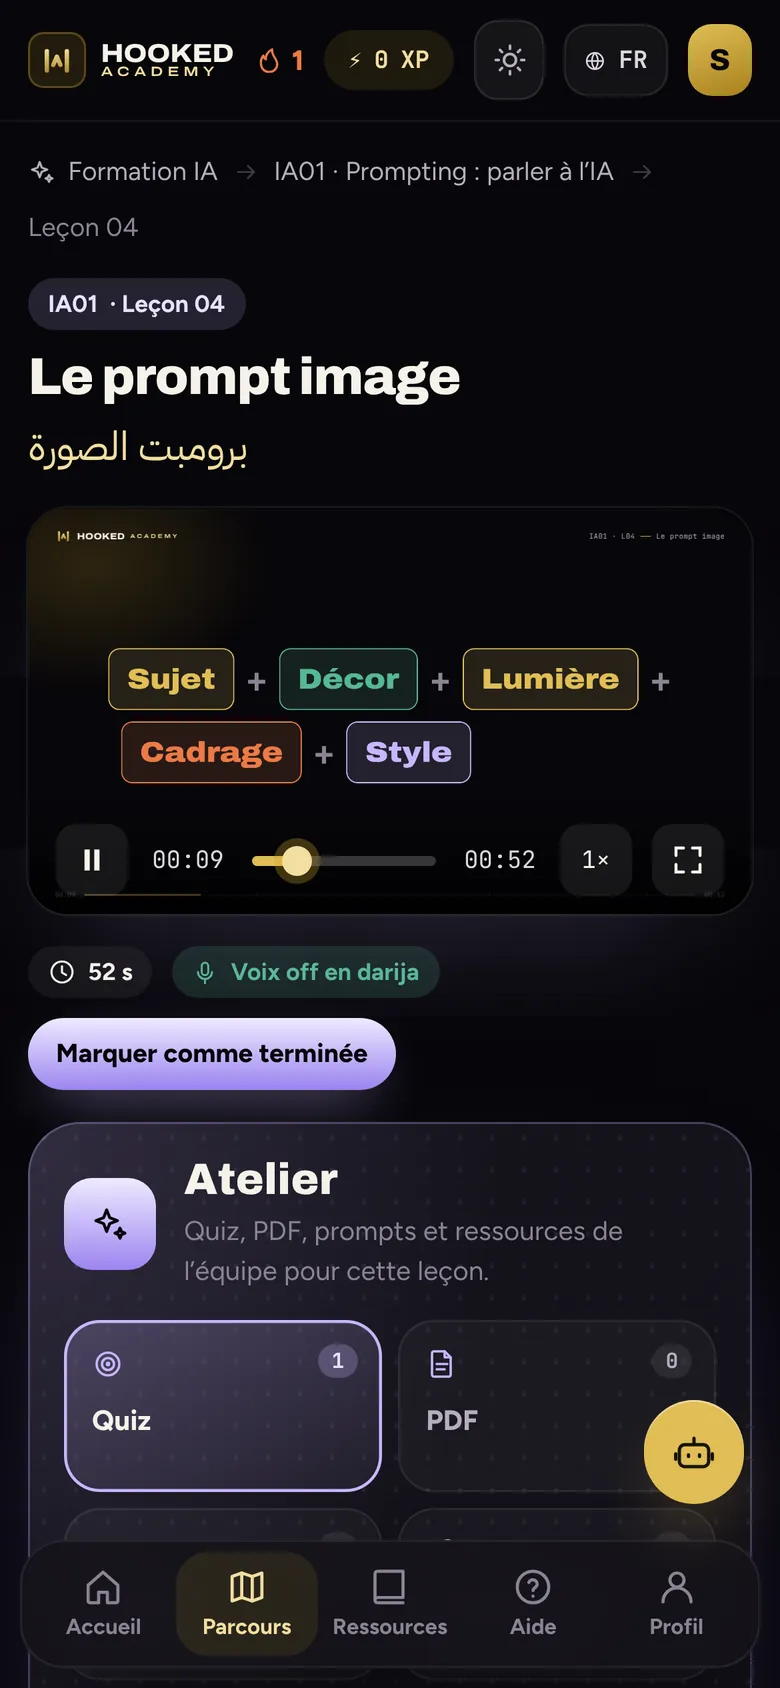 HOOKED
ACADEMY
1
0 XP
FR
S
Formation IA → IA01 · Prompting : parler à l’IA →
Leçon 04
IA01 · Leçon 04
Le prompt image
برومبت الصورة
HOOKED ACADEMY
IA01 · L04 — Le prompt image
Sujet + Décor + Lumière +
Cadrage + Style
00:09
00:52
1×
52 s
Voix off en darija
Marquer comme terminée
Atelier
Quiz, PDF, prompts et ressources de
l’équipe pour cette leçon.
1
Quiz
0
PDF
Accueil
Parcours
Ressources
Aide
Profil